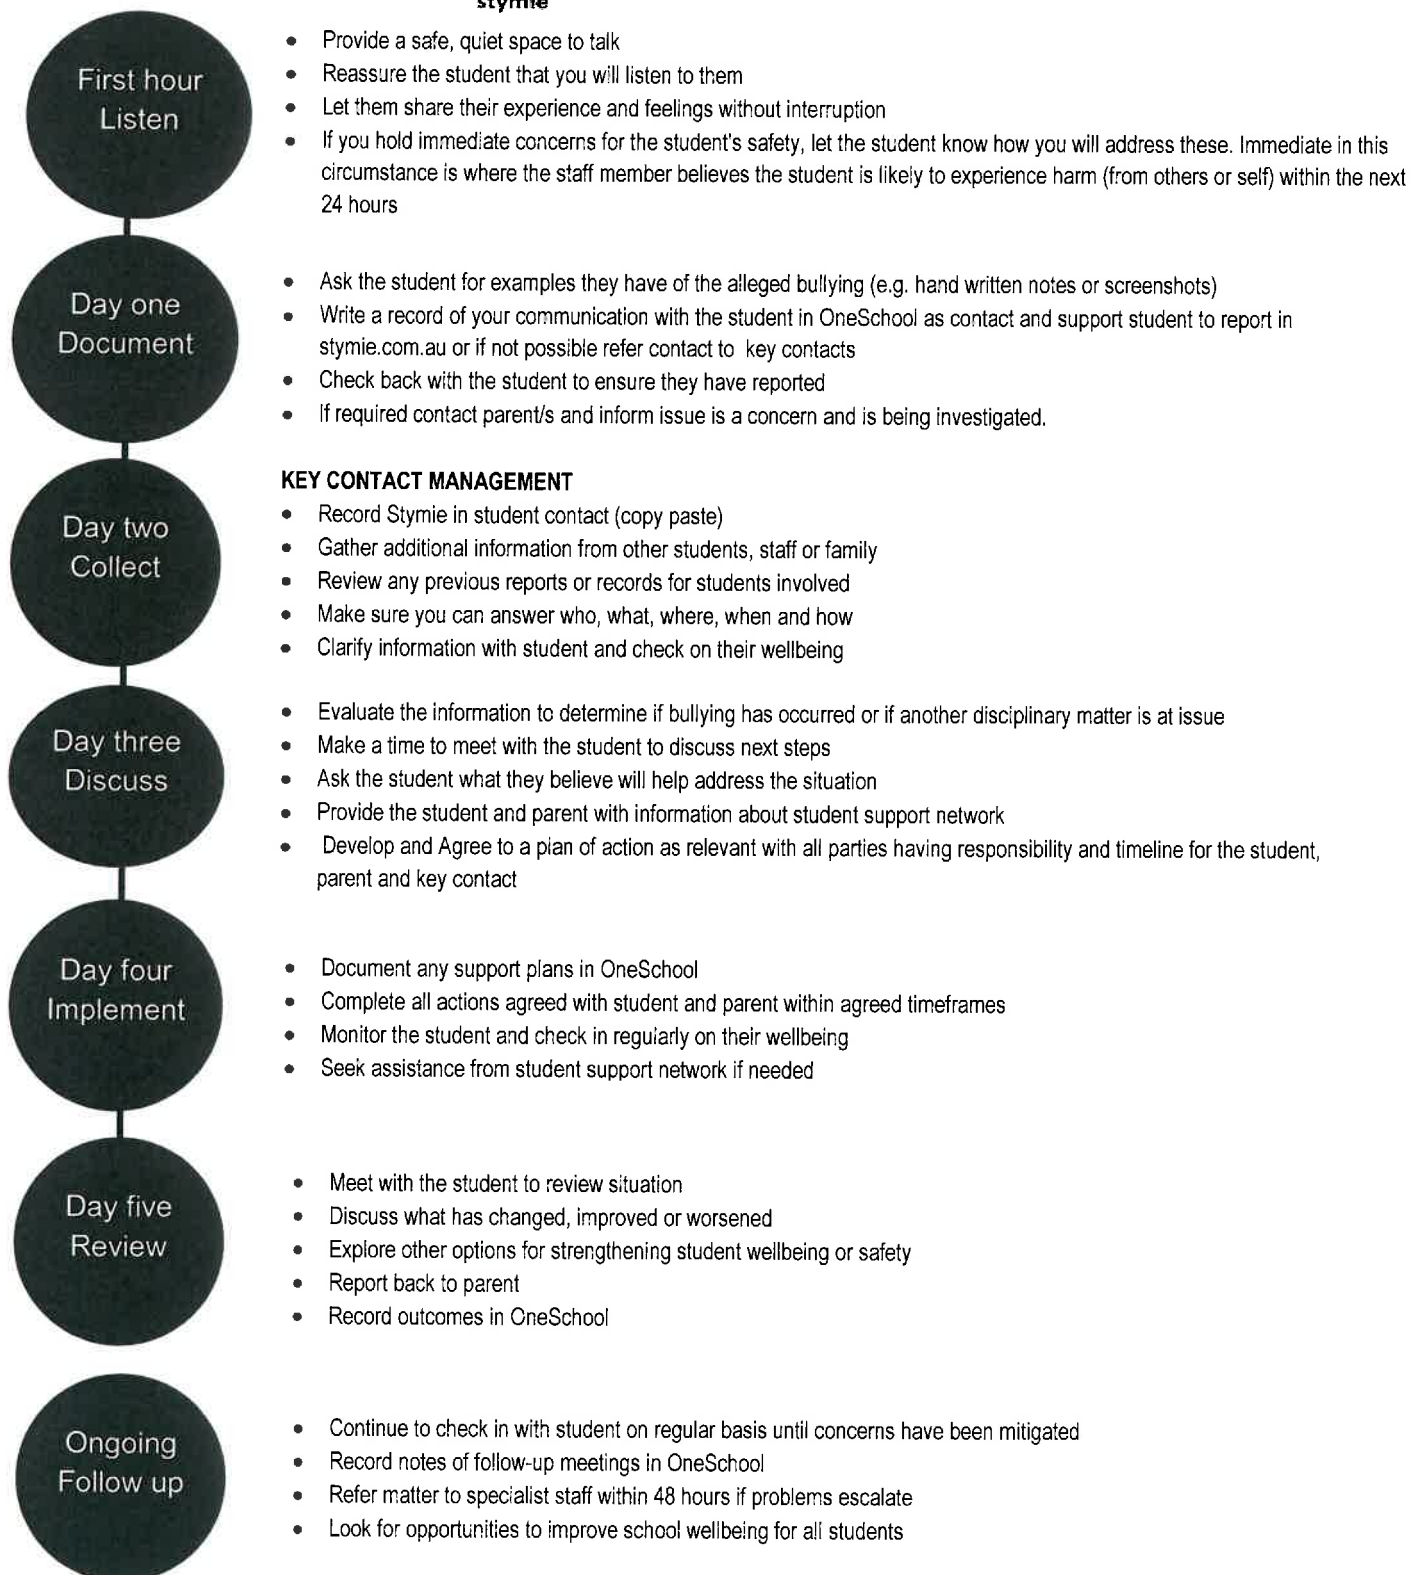 stymie
First hour
Listen
• Provide a safe, quiet space to talk
• Reassure the student that you will listen to them
• Let them share their experience and feelings without interruption
• If you hold immediate concerns for the student's safety, let the student know how you will address these. Immediate in this
circumstance is where the staff member believes the student is likely to experience harm (from others or self) within the next
24 hours
Day one
Document
• Ask the student for examples they have of the alleged bullying (e.g. hand written notes or screenshots)
• Write a record of your communication with the student in OneSchool as contact and support student to report in
stymie.com.au or if not possible refer contact to key contacts
• Check back with the student to ensure they have reported
• If required contact parent/s and inform issue is a concern and is being investigated.
Day two
Collect
KEY CONTACT MANAGEMENT
• Record Stymie in student contact (copy paste)
• Gather additional information from other students, staff or family
• Review any previous reports or records for students involved
• Make sure you can answer who, what, where, when and how
• Clarify information with student and check on their wellbeing
Day three
Discuss
• Evaluate the information to determine if bullying has occurred or if another disciplinary matter is at issue
• Make a time to meet with the student to discuss next steps
• Ask the student what they believe will help address the situation
• Provide the student and parent with information about student support network
• Develop and Agree to a plan of action as relevant with all parties having responsibility and timeline for the student,
parent and key contact
Day four
Implement
• Document any support plans in OneSchool
• Complete all actions agreed with student and parent within agreed timeframes
• Monitor the student and check in regularly on their wellbeing
• Seek assistance from student support network if needed
Day five
Review
• Meet with the student to review situation
• Discuss what has changed, improved or worsened
• Explore other options for strengthening student wellbeing or safety
• Report back to parent
• Record outcomes in OneSchool
Ongoing
Follow up
• Continue to check in with student on regular basis until concerns have been mitigated
• Record notes of follow-up meetings in OneSchool
• Refer matter to specialist staff within 48 hours if problems escalate
• Look for opportunities to improve school wellbeing for all students